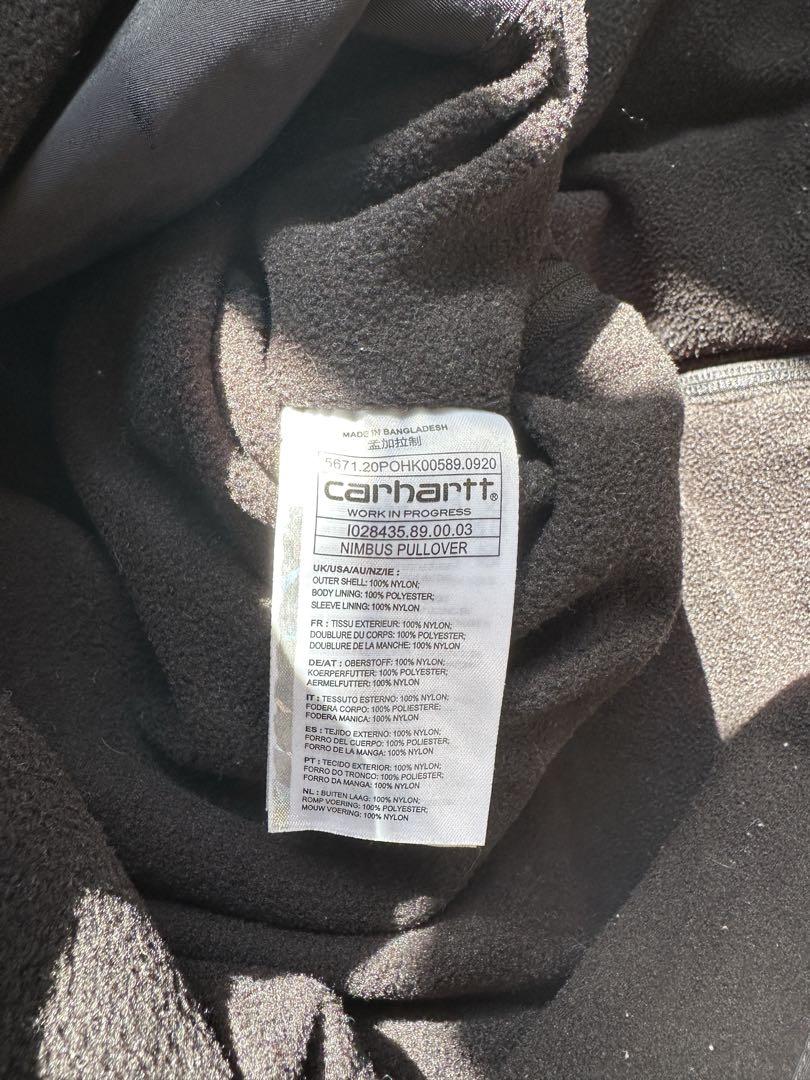 MADE IN BANGLADESH
孟加拉制
5671.20POHK00589.0920
carhartt®
WORK IN PROGRESS
I028435.89.00.03
NIMBUS PULLOVER
UK/USA/AU/NZ/IE :
OUTER SHELL: 100% NYLON;
BODY LINING: 100% POLYESTER;
SLEEVE LINING: 100% NYLON
FR : TISSU EXTERIEUR: 100% NYLON;
DOUBLURE DU CORPS: 100% POLYESTER;
DOUBLURE DE LA MANCHE: 100% NYLON
DE/AT : OBERSTOFF: 100% NYLON;
KOERPERFUTTER: 100% POLYESTER;
AERMELFUTTER: 100% NYLON
IT : TESSUTO ESTERNO: 100% NYLON;
FODERA CORPO: 100% POLIESTERE;
FODERA MANICA: 100% NYLON
ES : TEJIDO EXTERNO: 100% NYLON;
FORRO DEL CUERPO: 100% POLIESTER;
FORRO DE LA MANGA: 100% NYLON
PT : TECIDO EXTERIOR: 100% NYLON;
FORRO DO TRONCO: 100% POLIESTER;
FORRO DA MANGA: 100% NYLON
NL : BUITEN LAAG: 100% NYLON;
ROMP VOERING: 100% POLYESTER;
MOUW VOERING: 100% NYLON